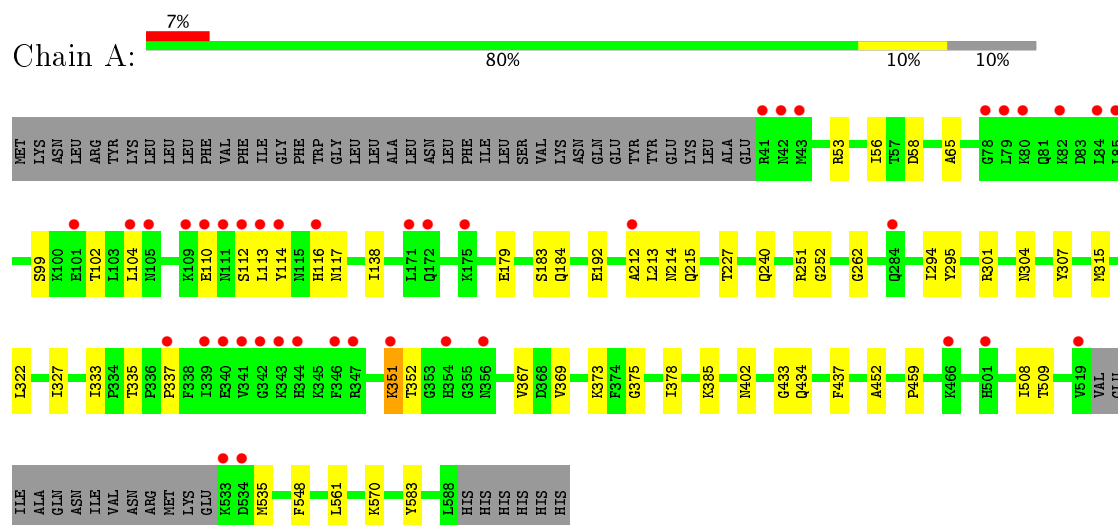 7%
Chain A:
80% 10% 10%
MET LYS ASN LEU ARG TYR LYS LEU LEU LEU PHE VAL PHE ILE GLY PHE TRP GLY LEU LEU ALA LEU ASN LEU PHE ILE LEU SER VAL LYS ASN GLN GLU TYR TYR GLU LYS LEU ALA GLU R41 N42 M43 R53 I56 T57 D58 A65 G78 L79 K80 Q81 K82 D83 L84 L85
S99 K100 E101 T102 L103 L104 N105 K109 E110 N111 S112 L113 Y114 N115 H116 N117 I138 L171 Q172 K175 E179 S183 Q184 E192 A212 L213 N214 Q215 T227 Q240 R251 G252 G262 Q284 I294 Y295 R301 N304 Y307 M315
L322 I327 I333 P334 T335 P336 P337 F338 I339 E340 V341 G342 K343 H344 K345 F346 R347 K351 T352 G353 H354 G355 N356 V367 D368 V369 K373 F374 G375 I378 K385 N402 G433 Q434 F437 A452 P459 K466 H501 I508 T509 V519 VAL GLU
ILE ALA GLN ASN ILE VAL ASN ARG MET LYS GLU K533 D534 M535 F548 L561 K570 Y583 L588 HIS HIS HIS HIS HIS HIS